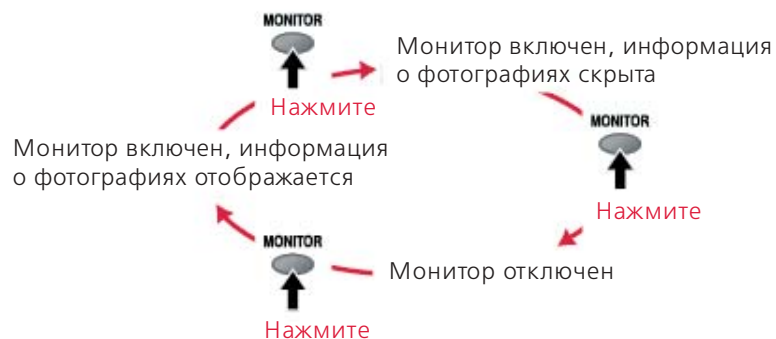 MONITOR
Нажмите
Монитор включен, информация
о фотографиях скрыта
MONITOR
Нажмите
Монитор включен, информация
о фотографиях отображается
MONITOR
Нажмите
Монитор отключен